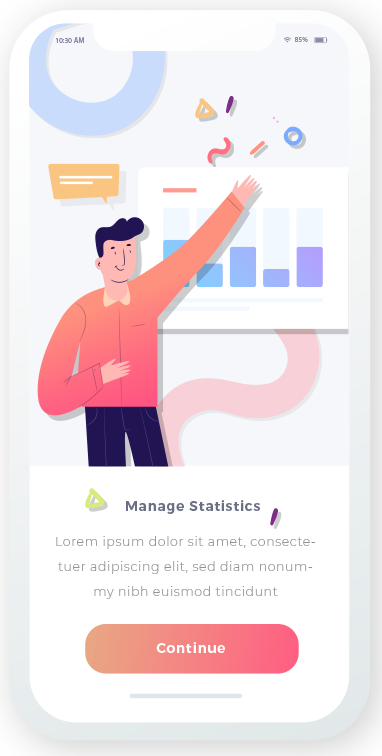 10:30 AM 85%
Manage Statistics
Lorem ipsum dolor sit amet, consecte-
tuer adipiscing elit, sed diam nonum-
my nibh euismod tincidunt
Continue